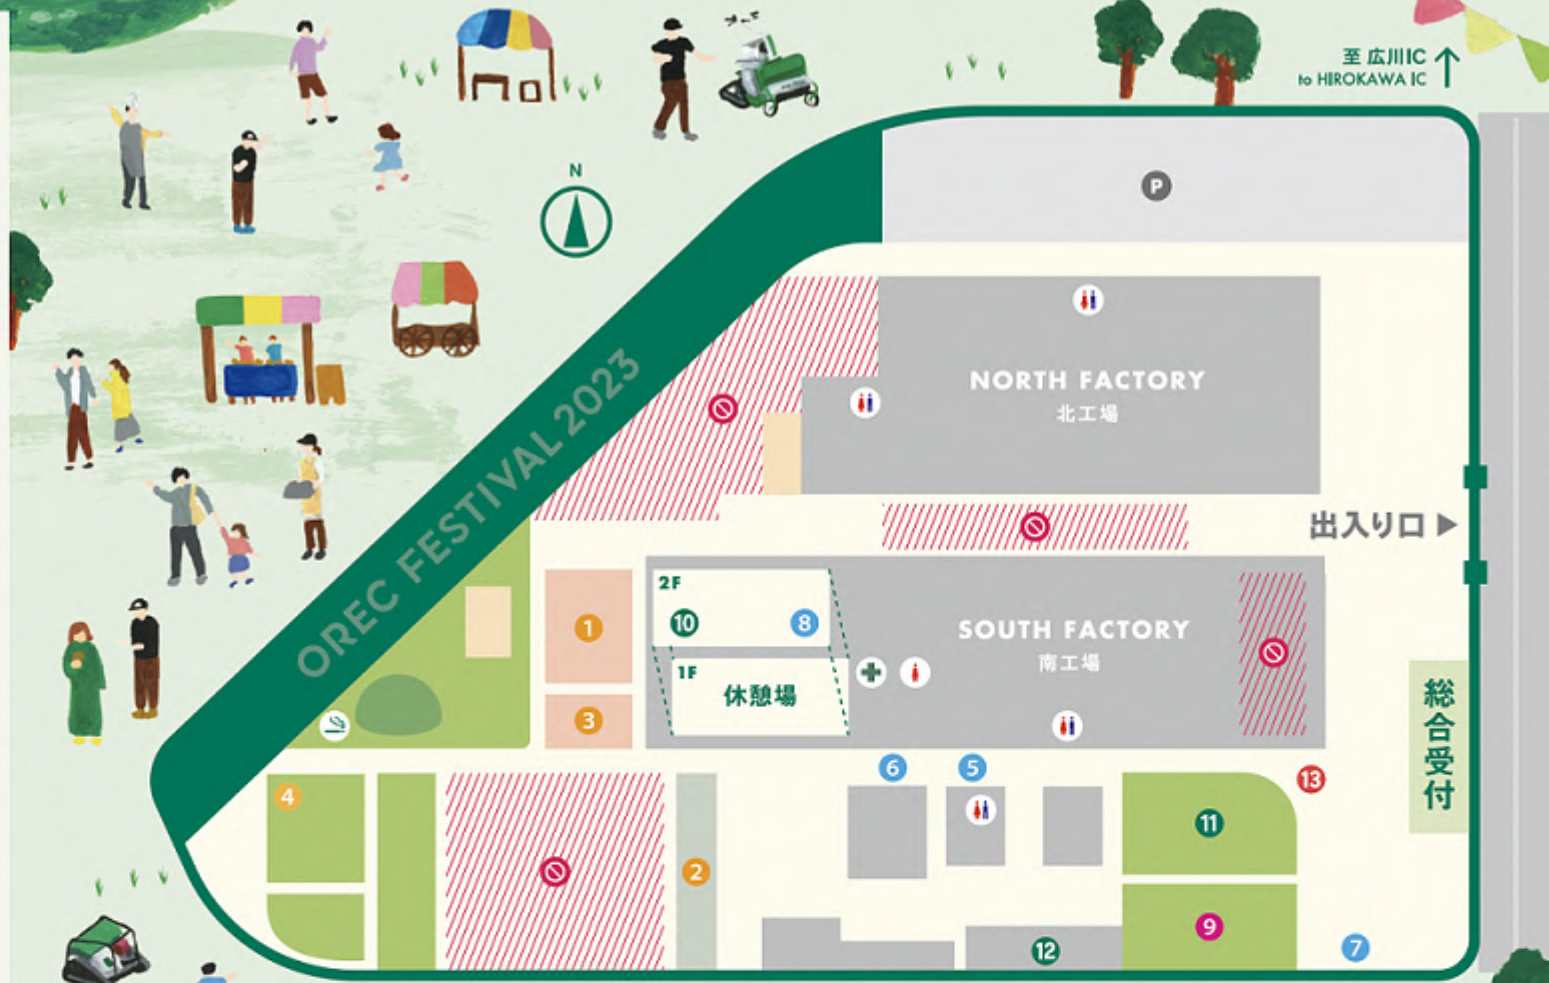 至 広川IC
to HIROKAWA IC
N
P
OREC FESTIVAL 2023
NORTH FACTORY
北工場
出入り口
2F
10
8
1
SOUTH FACTORY
南工場
1F
休憩場
3
総合受付
6
5
13
4
11
2
9
12
7